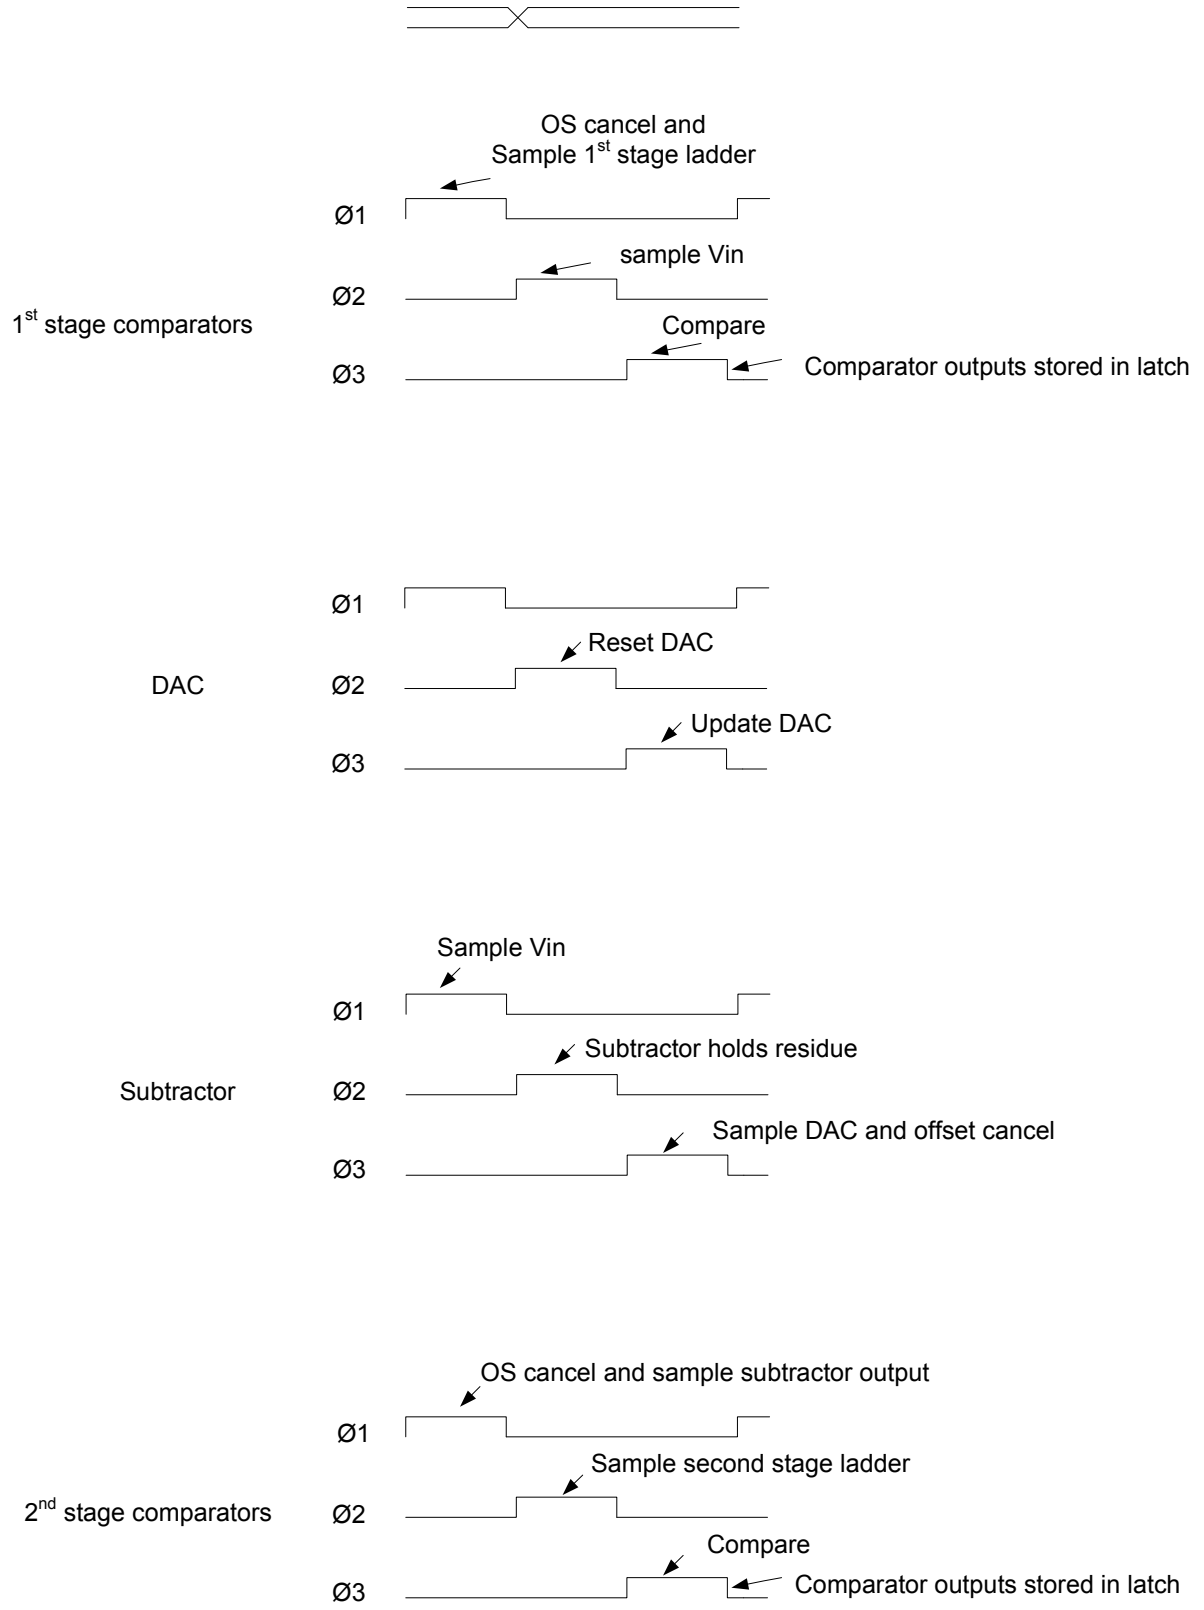 OS cancel and
Sample 1st stage ladder
Ø1
sample Vin
Ø2
1st stage comparators
Compare
Ø3
Comparator outputs stored in latch
Ø1
Reset DAC
DAC
Ø2
Update DAC
Ø3
Sample Vin
Ø1
Subtractor holds residue
Subtractor
Ø2
Sample DAC and offset cancel
Ø3
OS cancel and sample subtractor output
Ø1
Sample second stage ladder
2nd stage comparators
Ø2
Compare
Ø3
Comparator outputs stored in latch